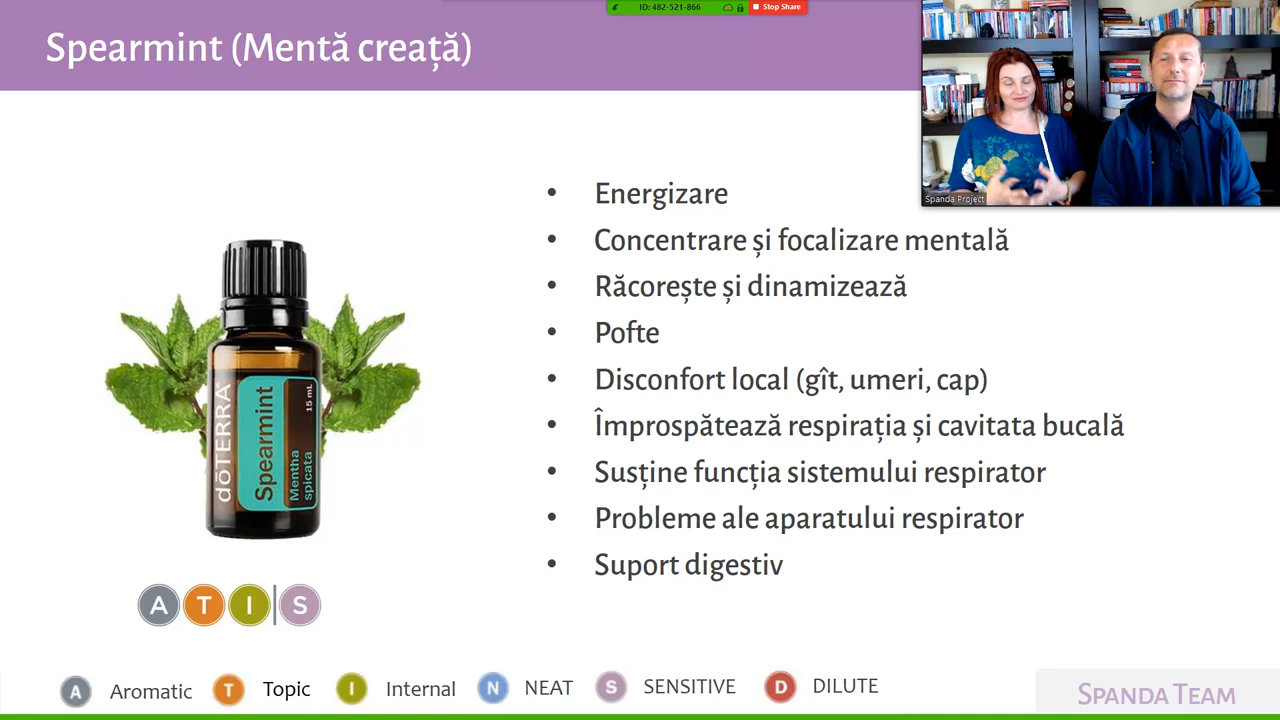 ID: 482-521-866
Stop Share
Spearmint (Mentă creață)
Spanda Project
• Energizare
• Concentrare și focalizare mentală
• Răcorește și dinamizează
• Pofte
• Disconfort local (gît, umeri, cap)
• Împrospătează respirația și cavitata bucală
• Susține funcția sistemului respirator
• Probleme ale aparatului respirator
• Suport digestiv
dōTERRA
Spearmint
Mentha
spicata
15 mL
A T I | S
A Aromatic T Topic I Internal N NEAT S SENSITIVE D DILUTE
SPANDA TEAM